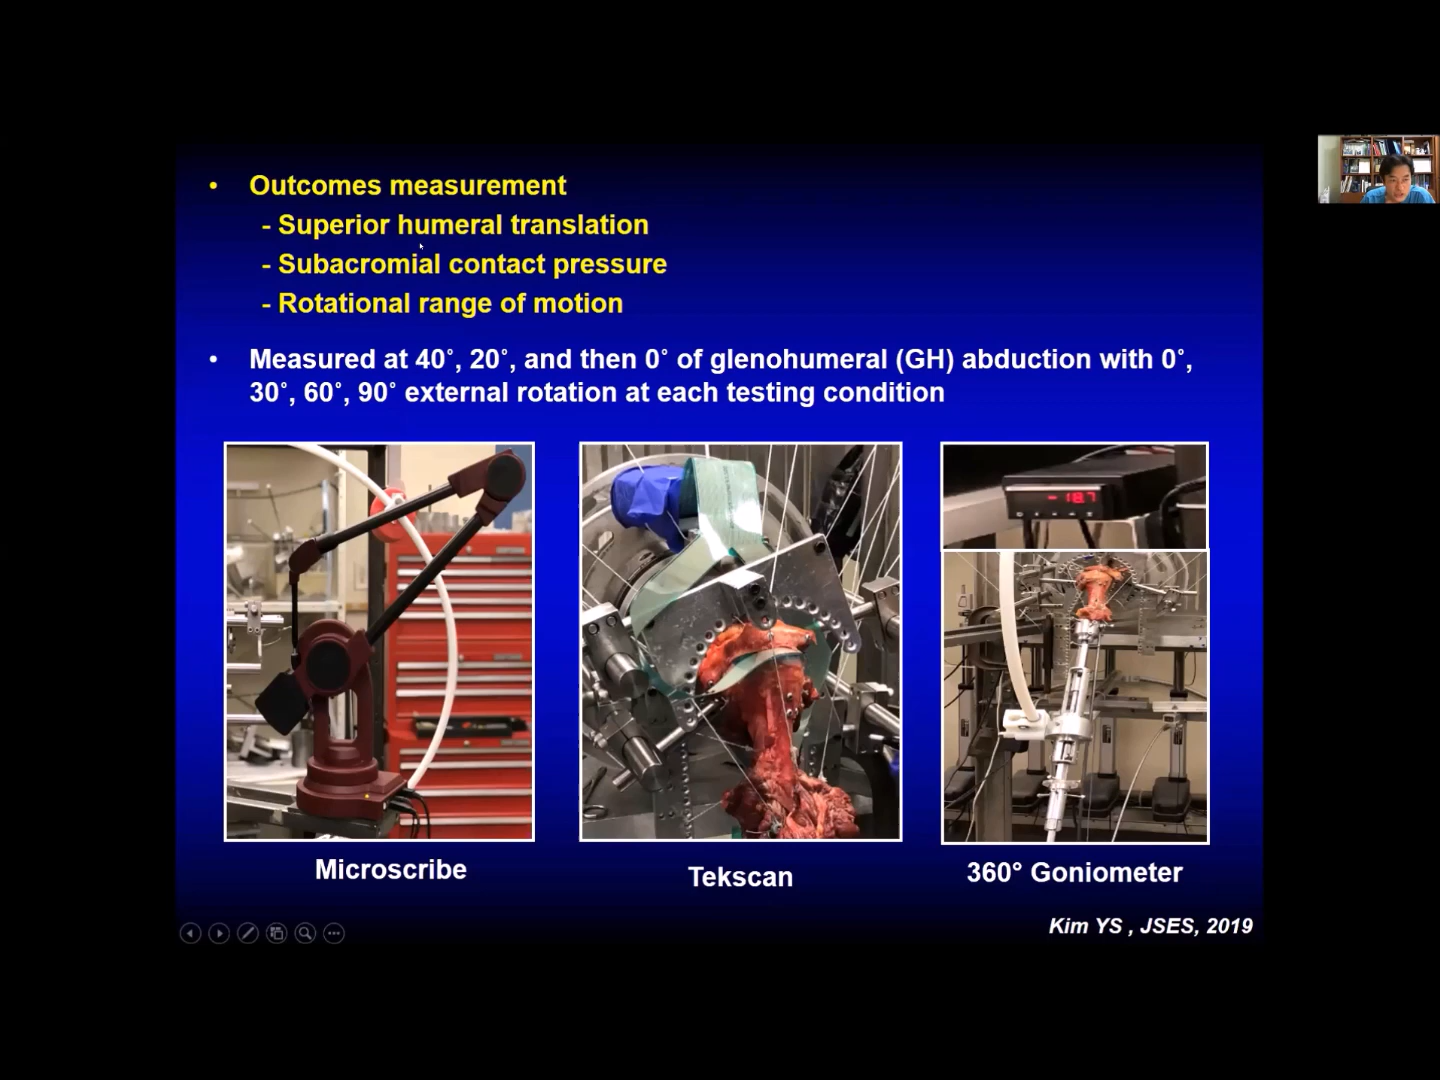 • Outcomes measurement
- Superior humeral translation
- Subacromial contact pressure
- Rotational range of motion
• Measured at 40˚, 20˚, and then 0˚ of glenohumeral (GH) abduction with 0˚,
30˚, 60˚, 90˚ external rotation at each testing condition
-18.7
Microscribe
Tekscan
360° Goniometer
Kim YS , JSES, 2019